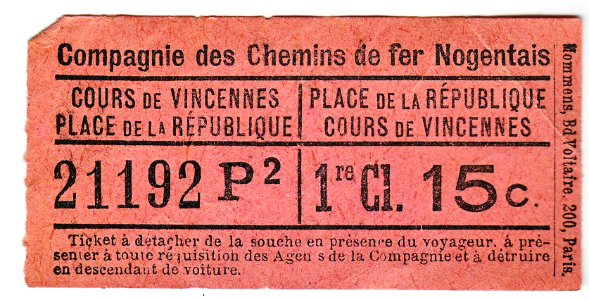 Compagnie des Chemins de fer Nogentais
COURS DE VINCENNES
PLACE DE LA RÉPUBLIQUE
PLACE DE LA RÉPUBLIQUE
COURS DE VINCENNES
21192 P²
1re Cl. 15c.
Ticket à détacher de la souche en présence du voyageur, à pré-
senter à toute réquisition des Agen s de la Compagnie et à détruire
en descendant de voiture.
Mommens, Bd Voltaire, 200, Paris.